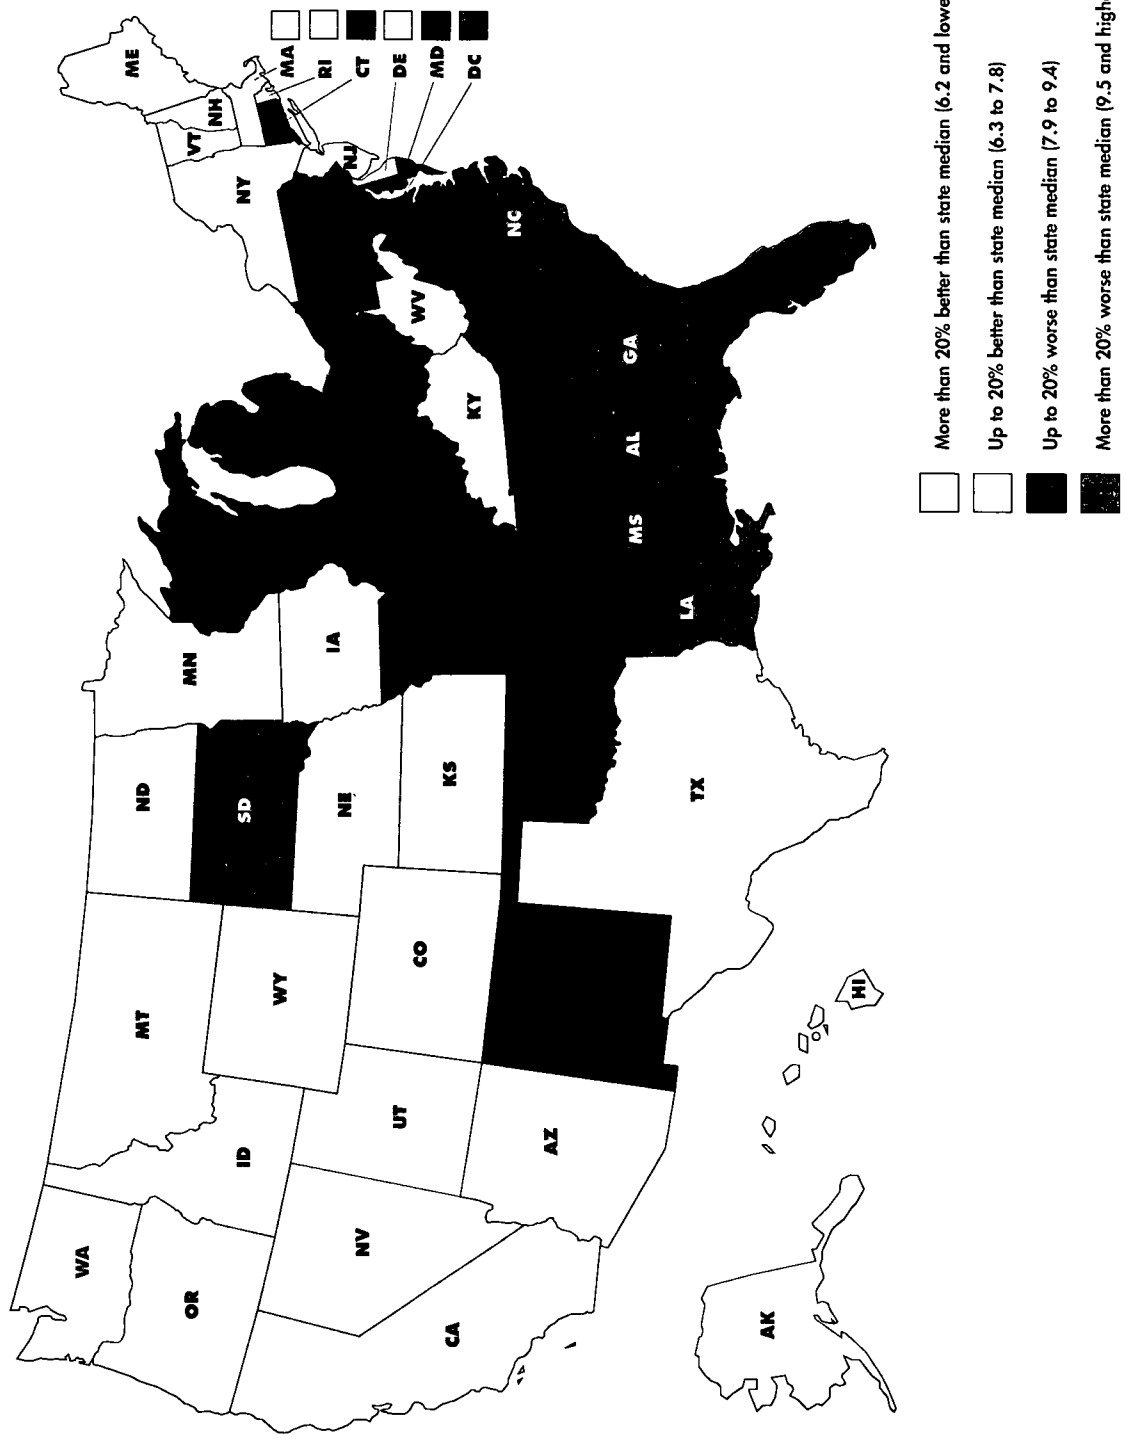 ME
VT
NH
NY
MA
RI
CT
NJ
DE
MD
DC
WA
MT
ND
MN
OR
ID
WY
SD
IA
NE
NV
UT
CO
KS
KY
WV
NC
CA
AZ
TX
LA
MS
AL
GA
AK
HI
More than 20% better than state median (6.2 and lowe
Up to 20% better than state median (6.3 to 7.8)
Up to 20% worse than state median (7.9 to 9.4)
More than 20% worse than state median (9.5 and highe